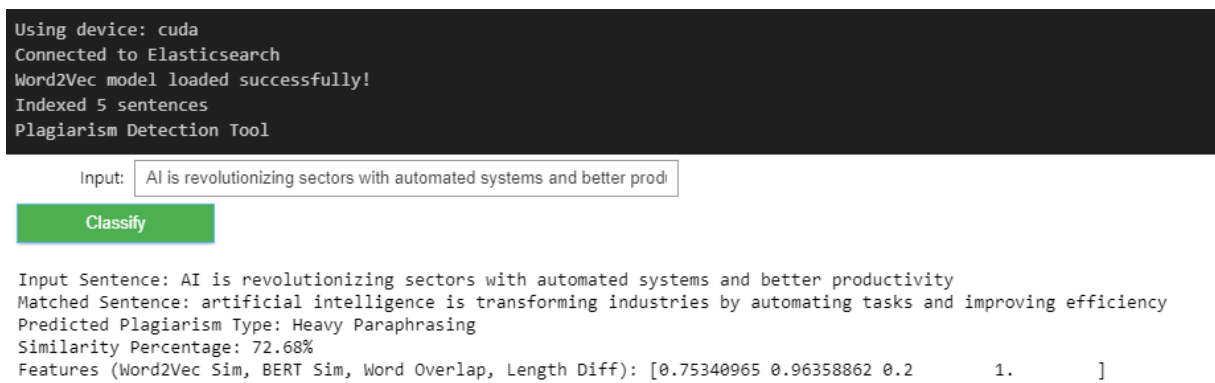 Using device: cuda
Connected to Elasticsearch
Word2Vec model loaded successfully!
Indexed 5 sentences
Plagiarism Detection Tool
Input: AI is revolutionizing sectors with automated systems and better produ
Classify
Input Sentence: AI is revolutionizing sectors with automated systems and better productivity
Matched Sentence: artificial intelligence is transforming industries by automating tasks and improving efficiency
Predicted Plagiarism Type: Heavy Paraphrasing
Similarity Percentage: 72.68%
Features (Word2Vec Sim, BERT Sim, Word Overlap, Length Diff): [0.75340965 0.96358862 0.2        1.        ]